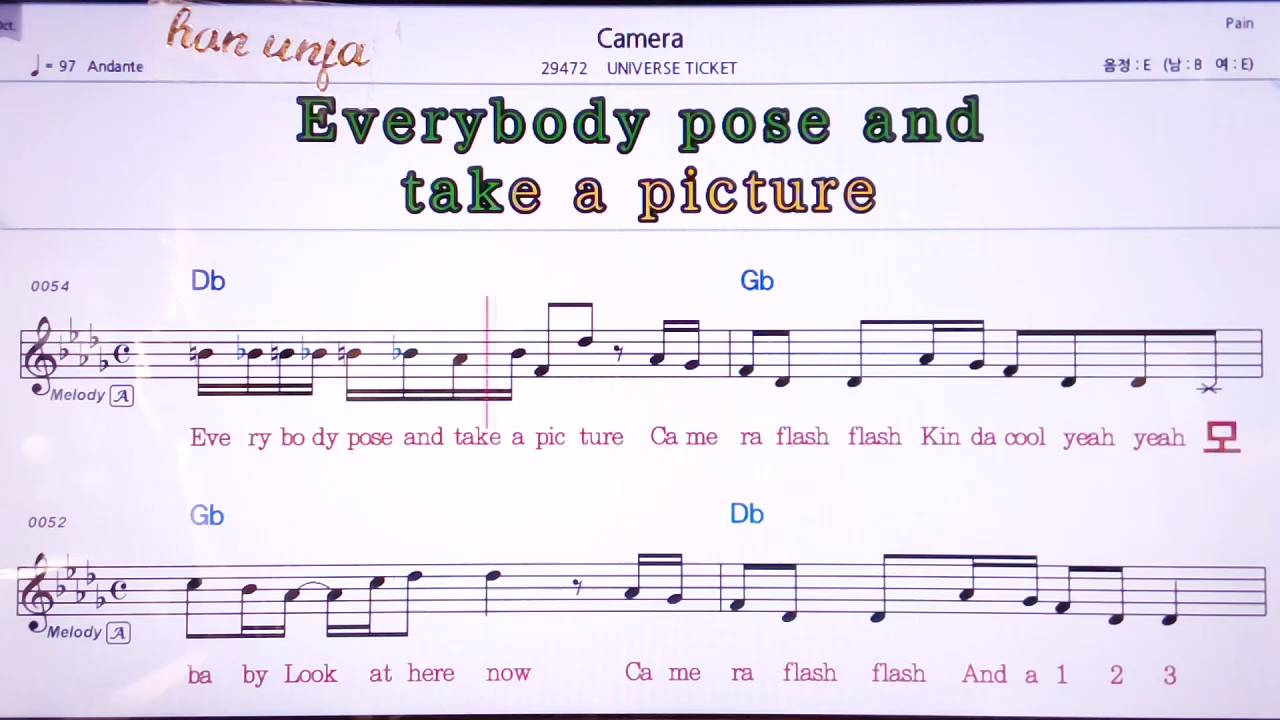 Oct.
han unfa
Camera
Pain
= 97 Andante
29472 UNIVERSE TICKET
음정 : E (남 : B 여 : E)
Everybody pose and
take a picture
0054
Db
Gb
Melody A
Eve ry bo dy pose and take a pic ture Ca me ra flash flash Kin da cool yeah yeah 모
0052
Gb
Db
Melody A
ba by Look at here now Ca me ra flash flash And a 1 2 3